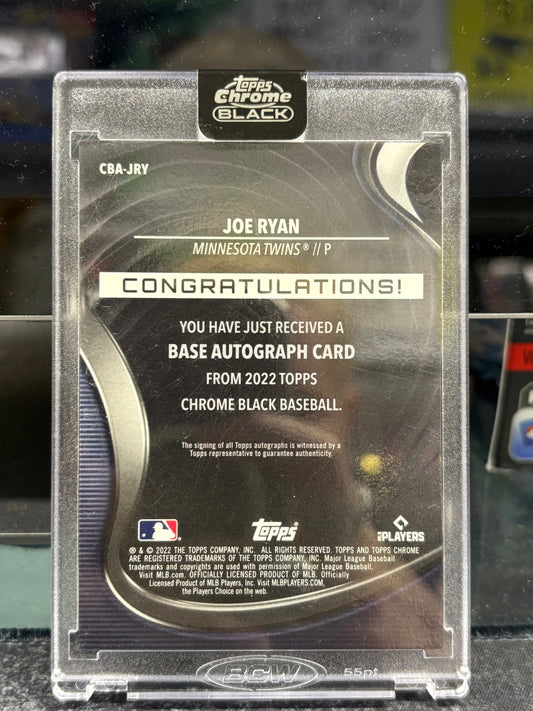 Topps
Chrome
BLACK
CBA-JRY
JOE RYAN
MINNESOTA TWINS® // P
CONGRATULATIONS!
YOU HAVE JUST RECEIVED A
BASE AUTOGRAPH CARD
FROM 2022 TOPPS
CHROME BLACK BASEBALL.
The signing of all Topps autographs is witnessed by a
Topps representative to guarantee authenticity.
Topps
PLAYERS
® & © 2022 THE TOPPS COMPANY, INC. ALL RIGHTS RESERVED. TOPPS AND TOPPS CHROME
ARE REGISTERED TRADEMARKS OF THE TOPPS COMPANY, INC. Major League Baseball
trademarks and copyrights are used with permission of Major League Baseball.
Visit MLB.com. OFFICIALLY LICENSED PRODUCT OF MLB. Officially
Licensed Product of MLB Players, Inc. Visit MLBPLAYERS.com,
the Players Choice on the web.
BCW 55pt